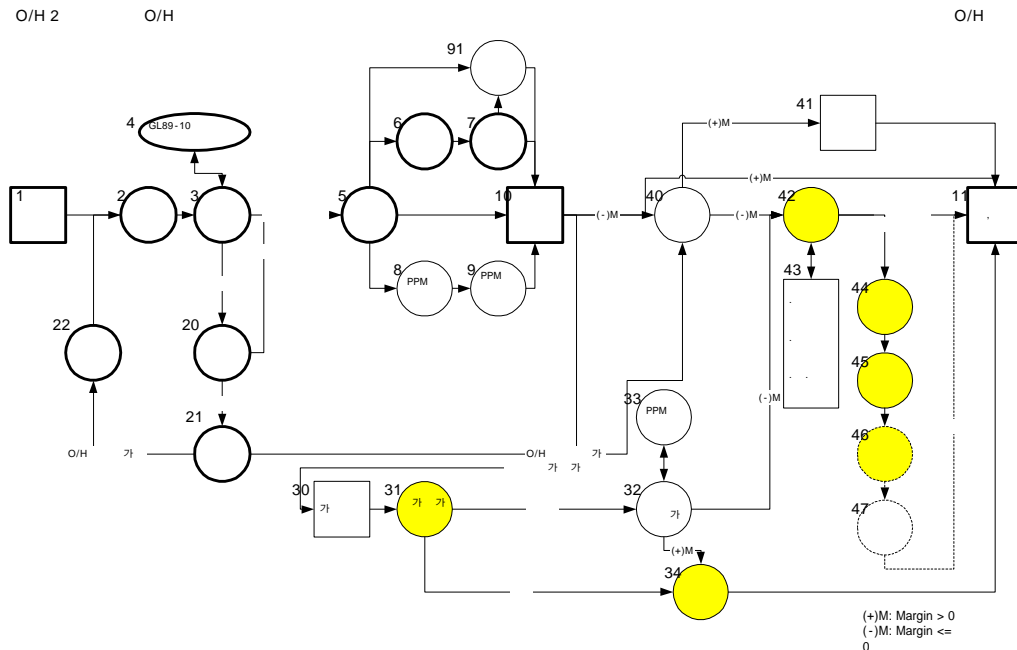 O/H 2
O/H
O/H
91
41
4
GL89-10
6
7
(+)M
(+)M
1
2
3
5
10
(-)M
40
(-)M
42
11
8
PPM
9
PPM
43
44
22
20
45
33
PPM
(-)M
21
46
O/H 가
O/H 가
가 가
30
가
31
가 가
32
가
47
(+)M
34
(+)M: Margin > 0
(-)M: Margin <=
0